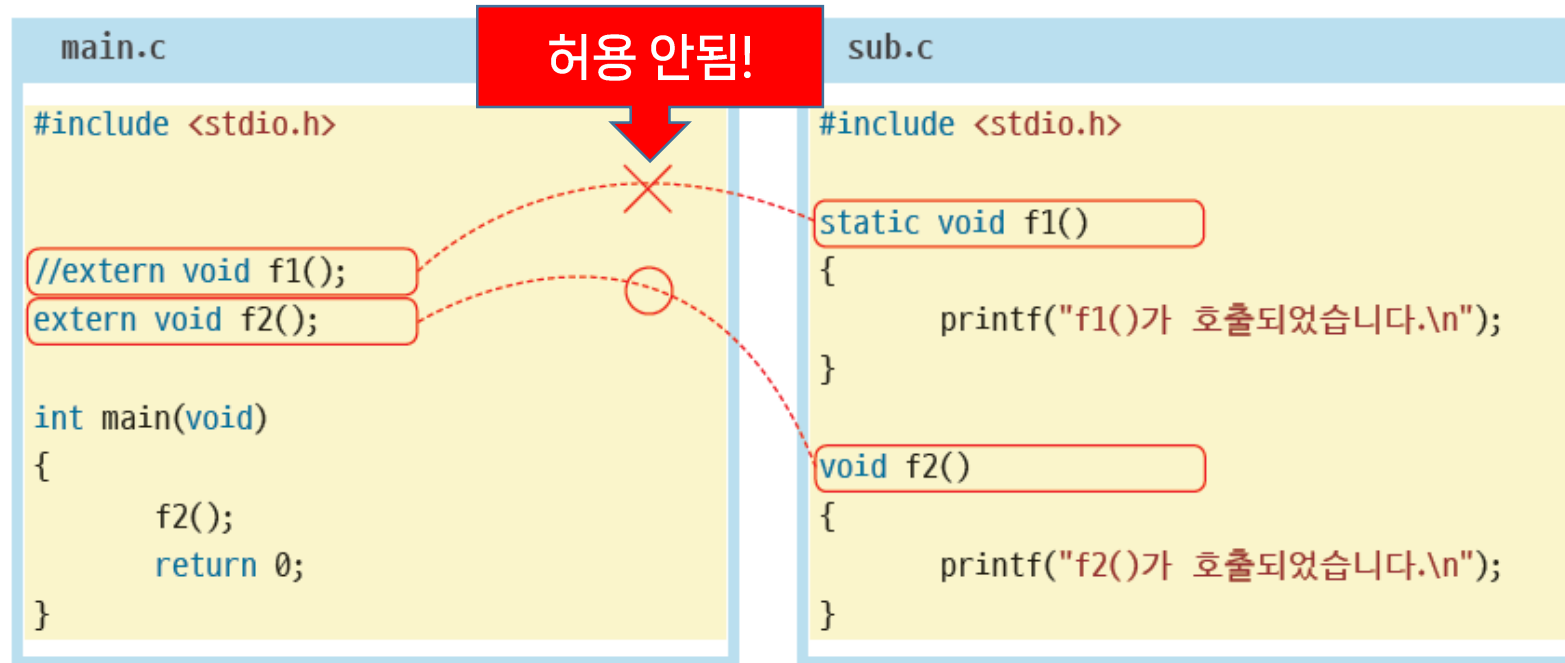 main.c
#include <stdio.h>
//extern void f1();
extern void f2();
int main(void)
{
f2();
return 0;
}
허용 안됨!
sub.c
#include <stdio.h>
static void f1()
{
printf("f1()가 호출되었습니다.\n");
}
void f2()
{
printf("f2()가 호출되었습니다.\n");
}